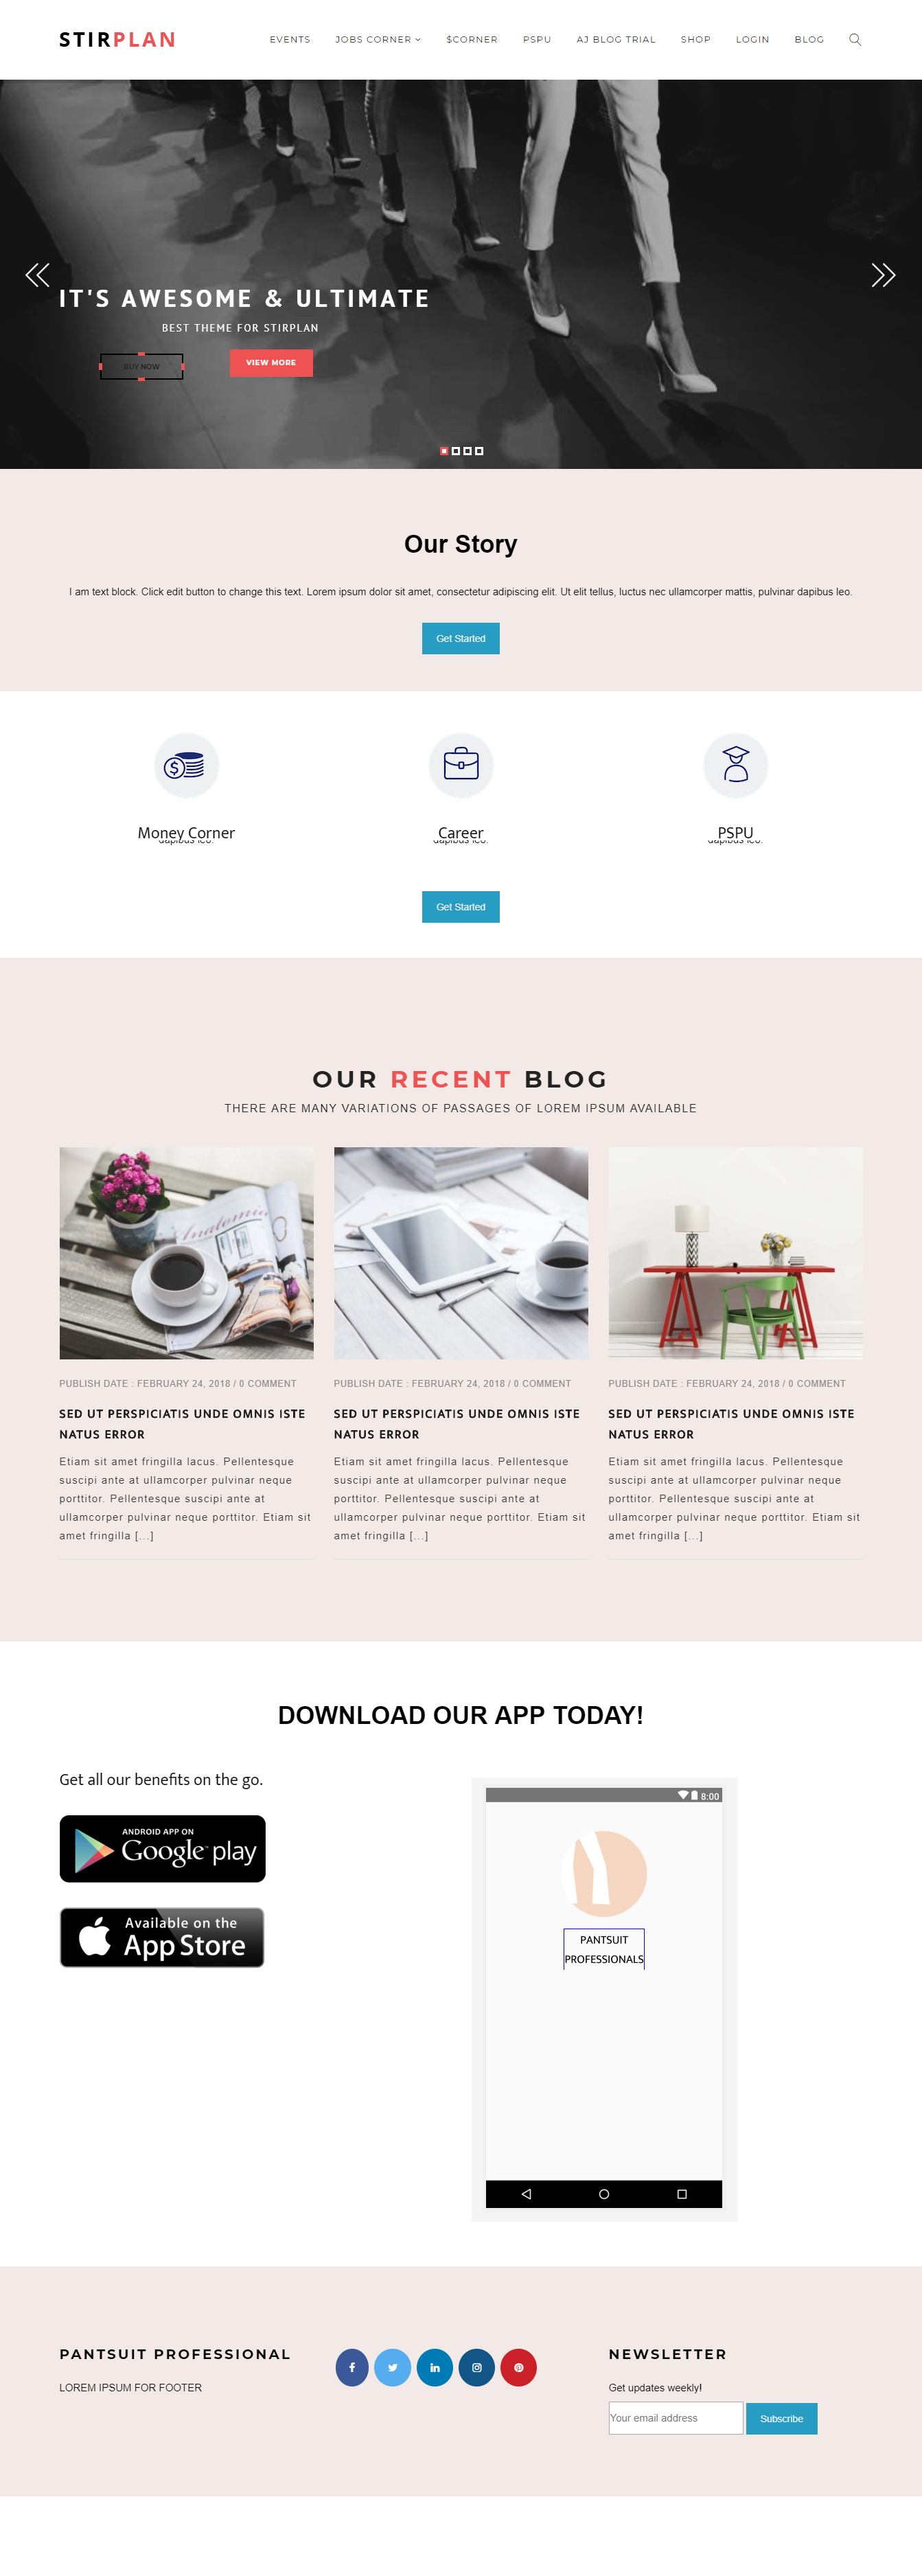 STIRPLAN
EVENTS JOBS CORNER $CORNER PSPU AJ BLOG TRIAL SHOP LOGIN BLOG
IT'S AWESOME & ULTIMATE
BEST THEME FOR STIRPLAN
BUY NOW VIEW MORE
Our Story
I am text block. Click edit button to change this text. Lorem ipsum dolor sit amet, consectetur adipiscing elit. Ut elit tellus, luctus nec ullamcorper mattis, pulvinar dapibus leo.
Get Started
Money Corner Career PSPU
dapibus leo. dapibus leo. dapibus leo.
Get Started
OUR RECENT BLOG
THERE ARE MANY VARIATIONS OF PASSAGES OF LOREM IPSUM AVAILABLE
PUBLISH DATE : FEBRUARY 24, 2018 / 0 COMMENT
SED UT PERSPICIATIS UNDE OMNIS ISTE
NATUS ERROR
Etiam sit amet fringilla lacus. Pellentesque
suscipi ante at ullamcorper pulvinar neque
porttitor. Pellentesque suscipi ante at
ullamcorper pulvinar neque porttitor. Etiam sit
amet fringilla [...]
PUBLISH DATE : FEBRUARY 24, 2018 / 0 COMMENT
SED UT PERSPICIATIS UNDE OMNIS ISTE
NATUS ERROR
Etiam sit amet fringilla lacus. Pellentesque
suscipi ante at ullamcorper pulvinar neque
porttitor. Pellentesque suscipi ante at
ullamcorper pulvinar neque porttitor. Etiam sit
amet fringilla [...]
PUBLISH DATE : FEBRUARY 24, 2018 / 0 COMMENT
SED UT PERSPICIATIS UNDE OMNIS ISTE
NATUS ERROR
Etiam sit amet fringilla lacus. Pellentesque
suscipi ante at ullamcorper pulvinar neque
porttitor. Pellentesque suscipi ante at
ullamcorper pulvinar neque porttitor. Etiam sit
amet fringilla [...]
DOWNLOAD OUR APP TODAY!
Get all our benefits on the go.
ANDROID APP ON
Google play
Available on the
App Store
8:00
PANTSUIT
PROFESSIONALS
PANTSUIT PROFESSIONAL
LOREM IPSUM FOR FOOTER
NEWSLETTER
Get updates weekly!
Your email address Subscribe